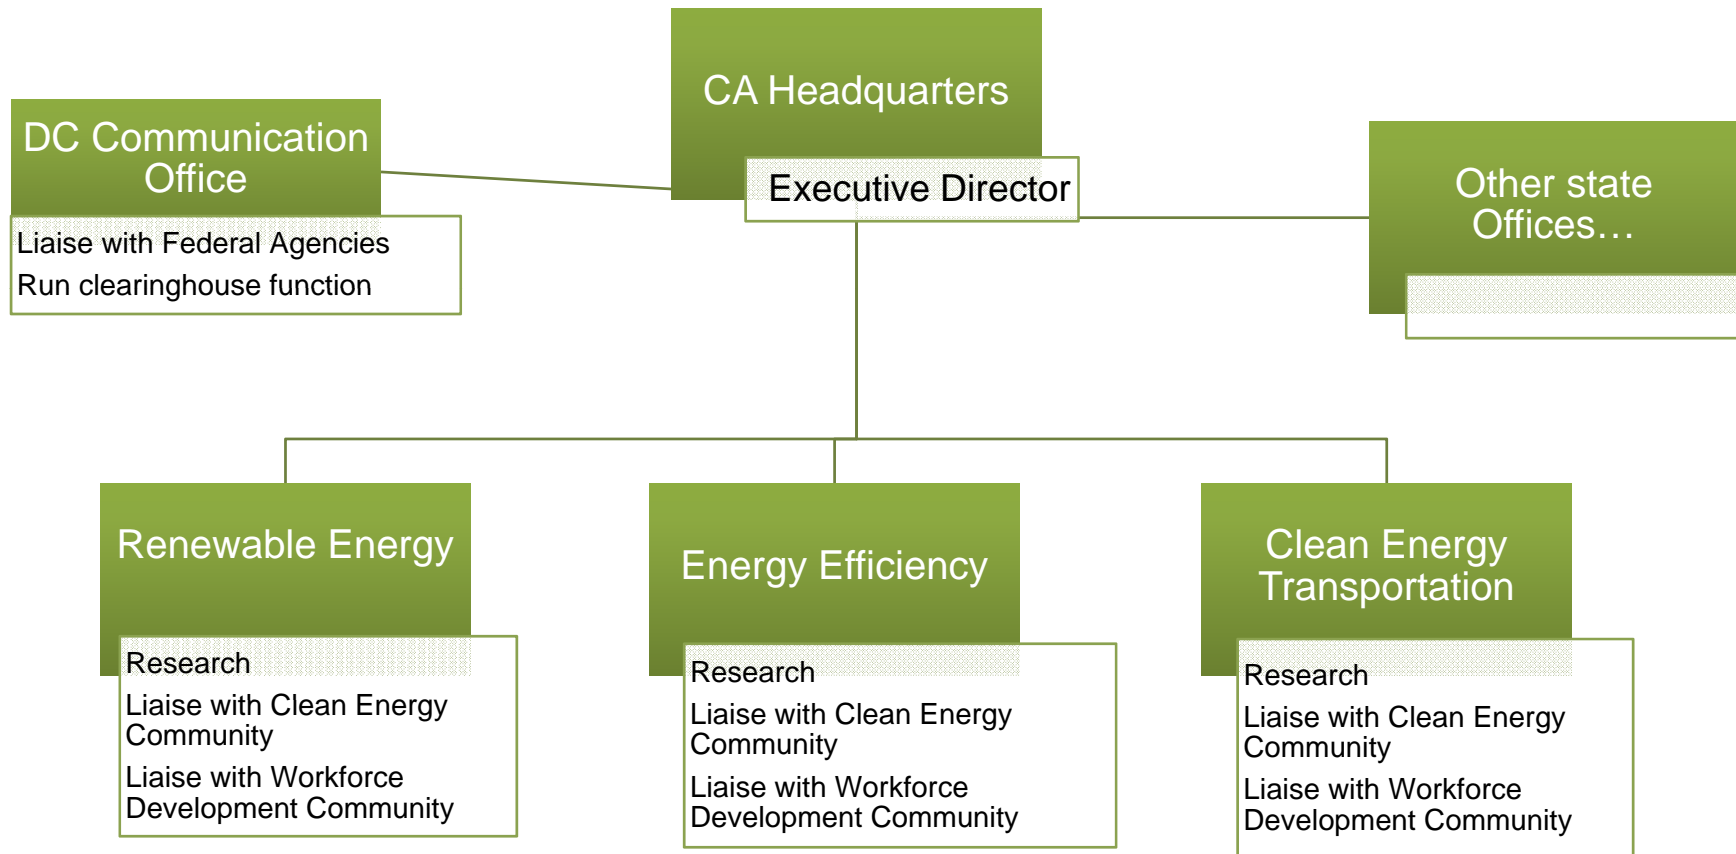 CA Headquarters
Executive Director
DC Communication
Office
Liaise with Federal Agencies
Run clearinghouse function
Other state
Offices…
Renewable Energy
Research
Liaise with Clean Energy
Community
Liaise with Workforce
Development Community
Energy Efficiency
Research
Liaise with Clean Energy
Community
Liaise with Workforce
Development Community
Clean Energy
Transportation
Research
Liaise with Clean Energy
Community
Liaise with Workforce
Development Community